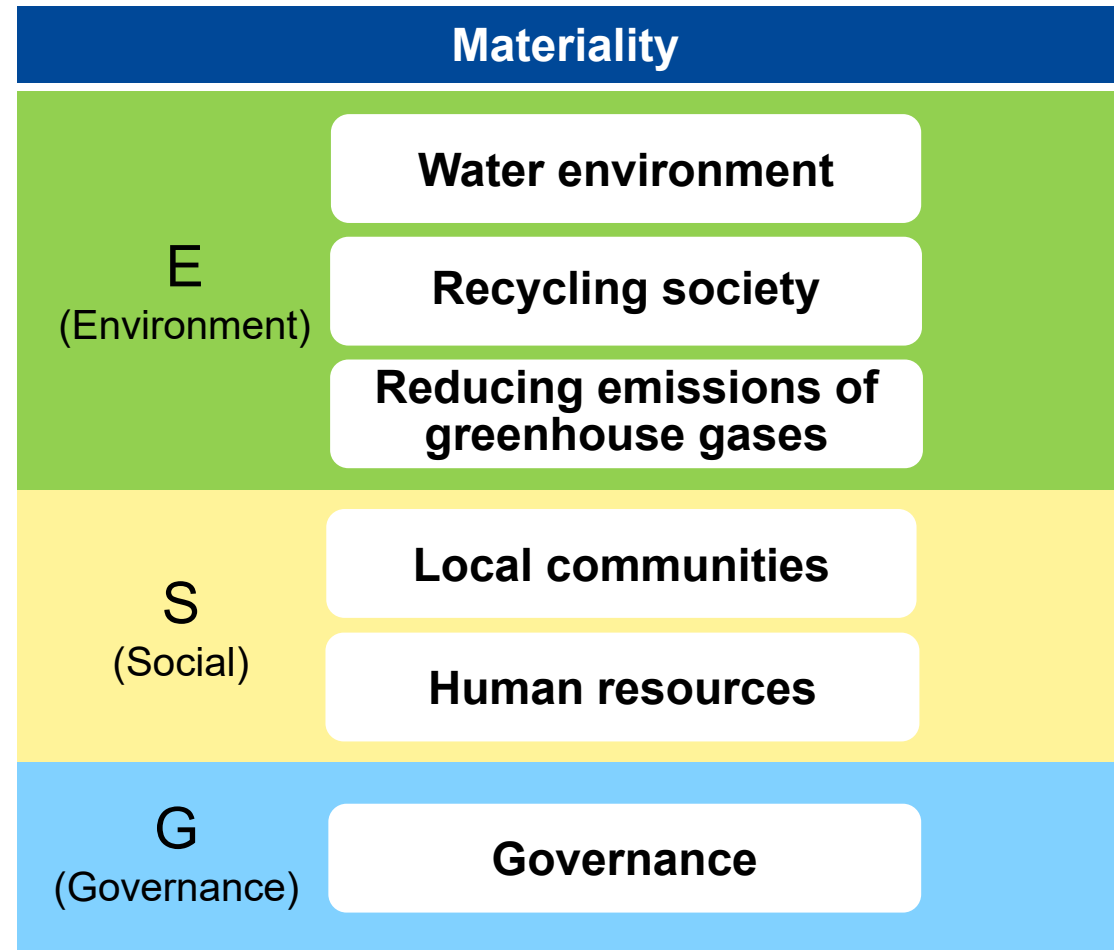 Materiality
E
(Environment)
Water environment
Recycling society
Reducing emissions of
greenhouse gases
S
(Social)
Local communities
Human resources
G
(Governance)
Governance